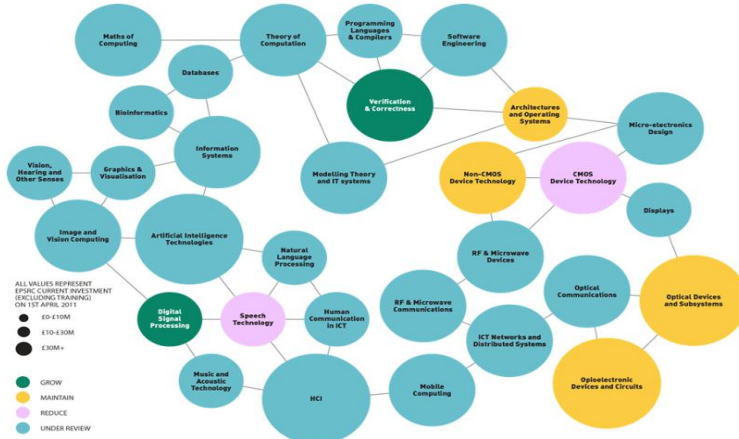 Maths of
Computing
Theory of
Computation
Programming
Languages
& Compilers
Software
Engineering
Databases
Verification
& Correctness
Architectures
and Operating
Systems
Bioinformatics
Micro-electronics
Design
Information
Systems
Vision,
Hearing and
Other Senses
Graphics &
Visualisation
Modelling Theory
and IT systems
Non-CMOS
Device Technology
CMOS
Device Technology
Displays
Image and
Vision Computing
Artificial Intelligence
Technologies
Natural
Language
Processing
RF & Microwave
Devices
ALL VALUES REPRESENT
EPSRC CURRENT INVESTMENT
(EXCLUDING TRAINING)
ON 1ST APRIL 2011
£0-£10M
£10-£30M
£30M+
Digital
Signal
Processing
Speech
Technology
Human
Communication
in ICT
RF & Microwave
Communications
Optical
Communications
Optical Devices
and Subsystems
ICT Networks and
Distributed Systems
Music and
Acoustic
Technology
HCI
Mobile
Computing
Optoelectronic
Devices and Circuits
GROW
MAINTAIN
REDUCE
UNDER REVIEW